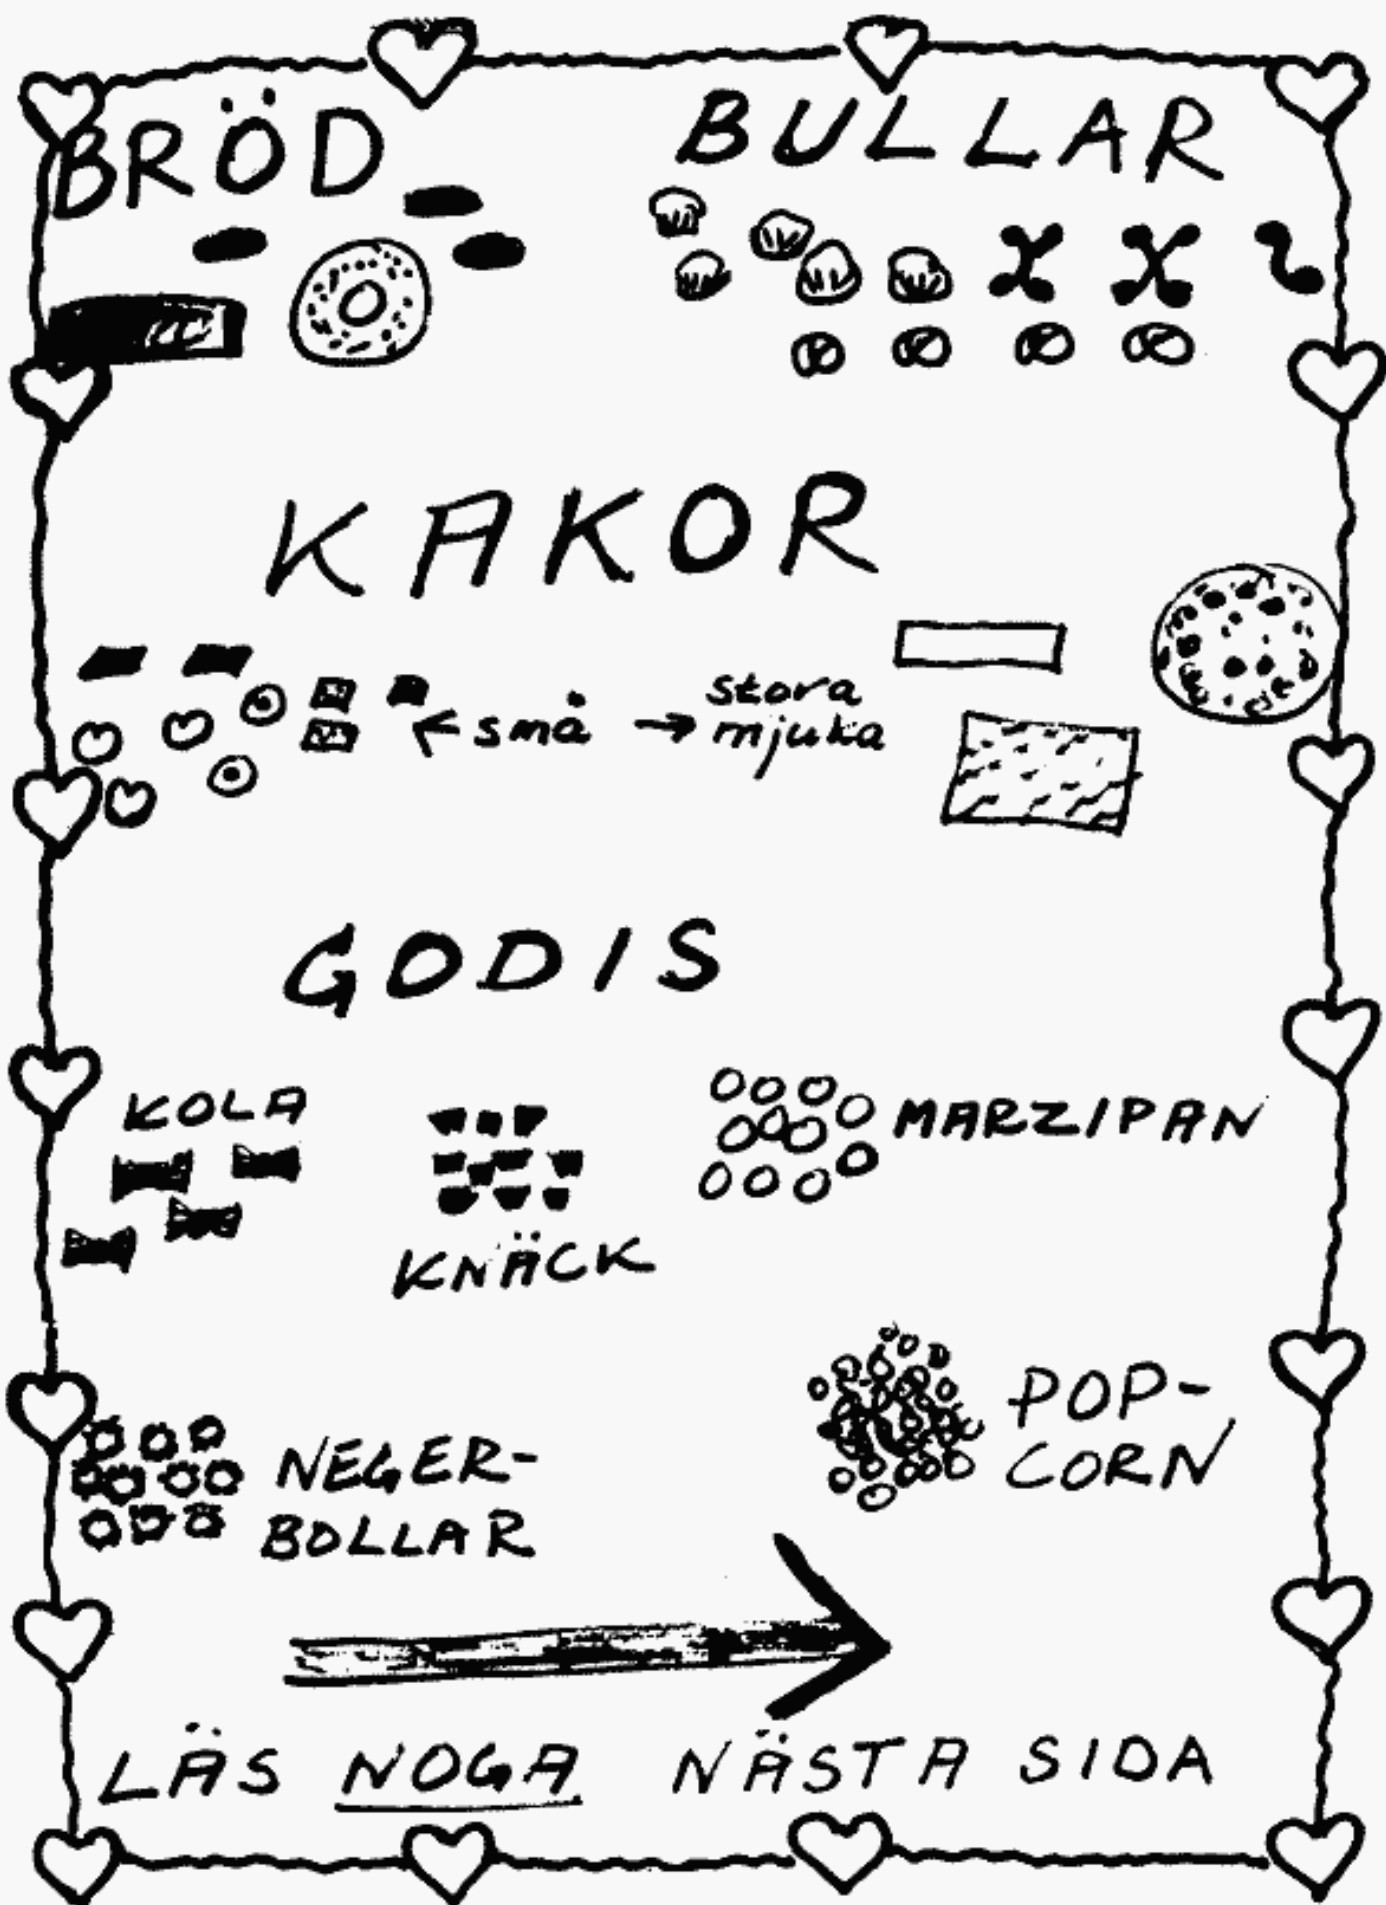 BRÖD
BULLAR
KAKOR
← små → stora
mjuka
GODIS
KOLA
MARZIPAN
KNÄCK
POP-
CORN
NEGER-
BOLLAR
LÄS NOGA NÄSTA SIDA